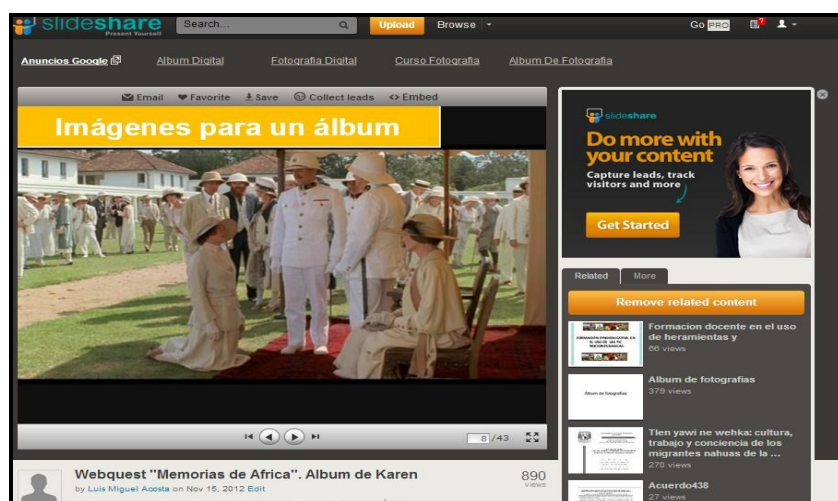 slideshare
Present Yourself
Search...
Upload
Browse
Go PRO
Anuncios Google
Album Digital
Fotografia Digital
Curso Fotografia
Album De Fotografia
Email
Favorite
Save
Collect leads
Embed
Imágenes para un álbum
8/43
Webquest "Memorias de Africa". Album de Karen
by Luis Miguel Acosta on Nov 15, 2012 Edit
890
views
slideshare
Do more with
your content
Capture leads, track
visitors and more
Get Started
Related
More
Remove related content
Formacion docente en el uso
de heramientas y
66 views
Album de fotografias
379 views
Album de fotografias
Tlen yawi ne wehka: cultura,
trabajo y conciencia de los
migrantes nahuas de la ...
270 views
Acuerdo438
27 views